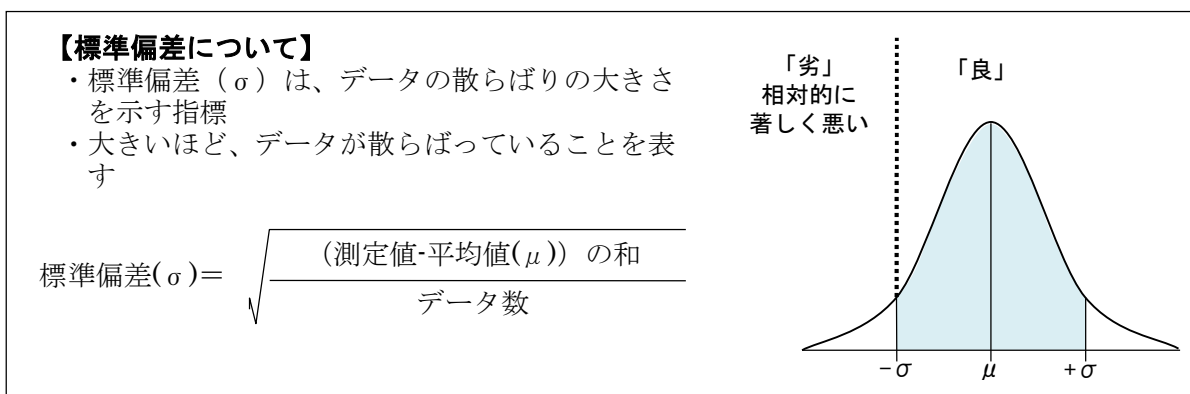 【標準偏差について】
・標準偏差（σ）は、データの散らばりの大きさ
を示す指標
・大きいほど、データが散らばっていることを表
す
標準偏差(σ)＝
（測定値-平均値(μ)）の和
データ数
「劣」
相対的に
著しく悪い
「良」
－σ
μ
+σ